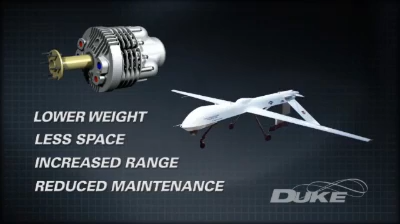 LOWER WEIGHT
LESS SPACE
INCREASED RANGE
REDUCED MAINTENANCE
DUKE